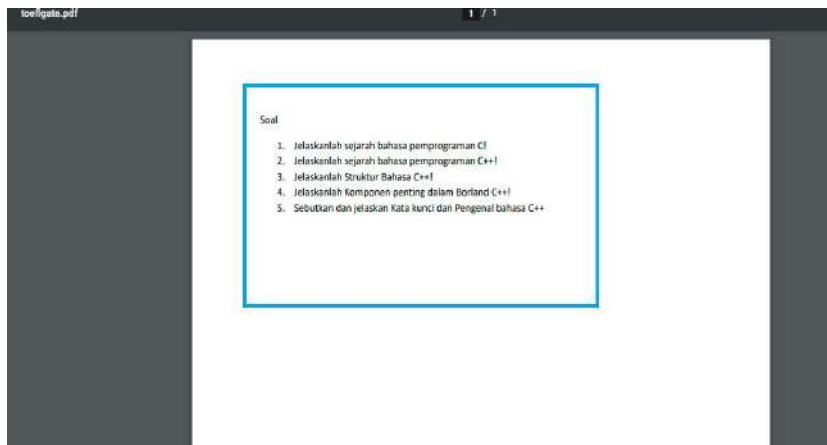 toeflgate.pdf
1 / 1
Soal
1. Jelaskanlah sejarah bahasa pemprograman C!
2. Jelaskanlah sejarah bahasa pemprograman C++!
3. Jelaskanlah Struktur Bahasa C++!
4. Jelaskanlah Komponen penting dalam Borland C++!
5. Sebutkan dan jelaskan Kata kunci dan Pengenal bahasa C++